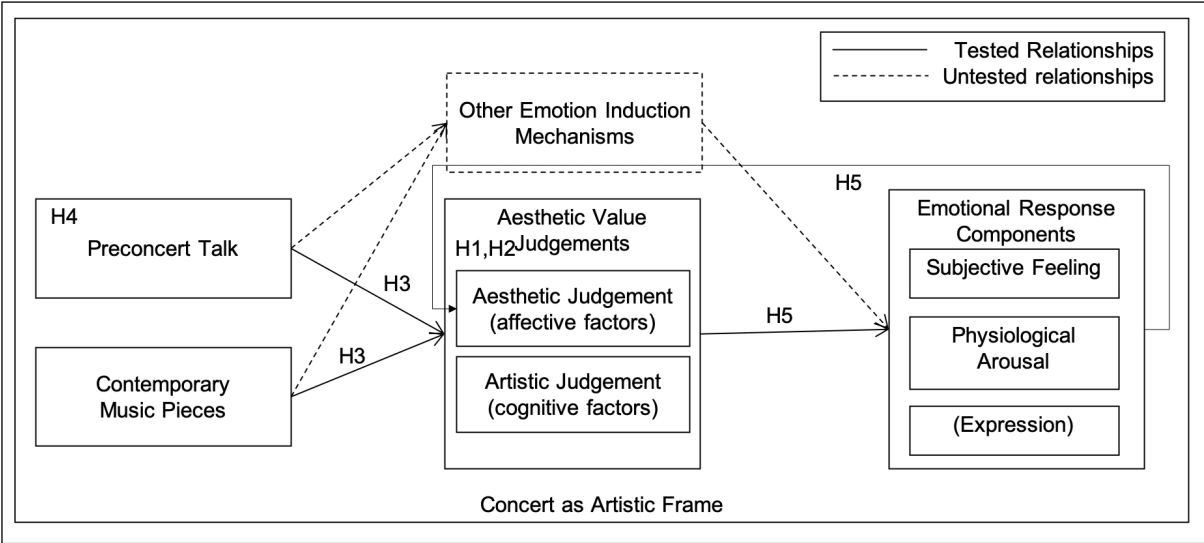 Tested Relationships
Untested relationships
Other Emotion Induction
Mechanisms
H4
Preconcert Talk
H3
H3
Contemporary
Music Pieces
Aesthetic Value
Judgements
H1,H2
Aesthetic Judgement
(affective factors)
Artistic Judgement
(cognitive factors)
H5
H5
Emotional Response
Components
Subjective Feeling
Physiological
Arousal
(Expression)
Concert as Artistic Frame